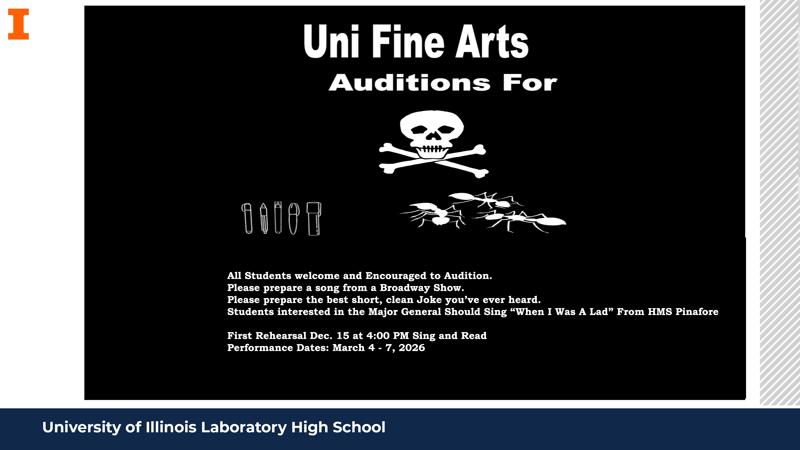 I
Uni Fine Arts
Auditions For
All Students welcome and Encouraged to Audition.
Please prepare a song from a Broadway Show.
Please prepare the best short, clean Joke you've ever heard.
Students interested in the Major General Should Sing “When I Was A Lad” From HMS Pinafore
First Rehearsal Dec. 15 at 4:00 PM Sing and Read
Performance Dates: March 4 - 7, 2026
University of Illinois Laboratory High School